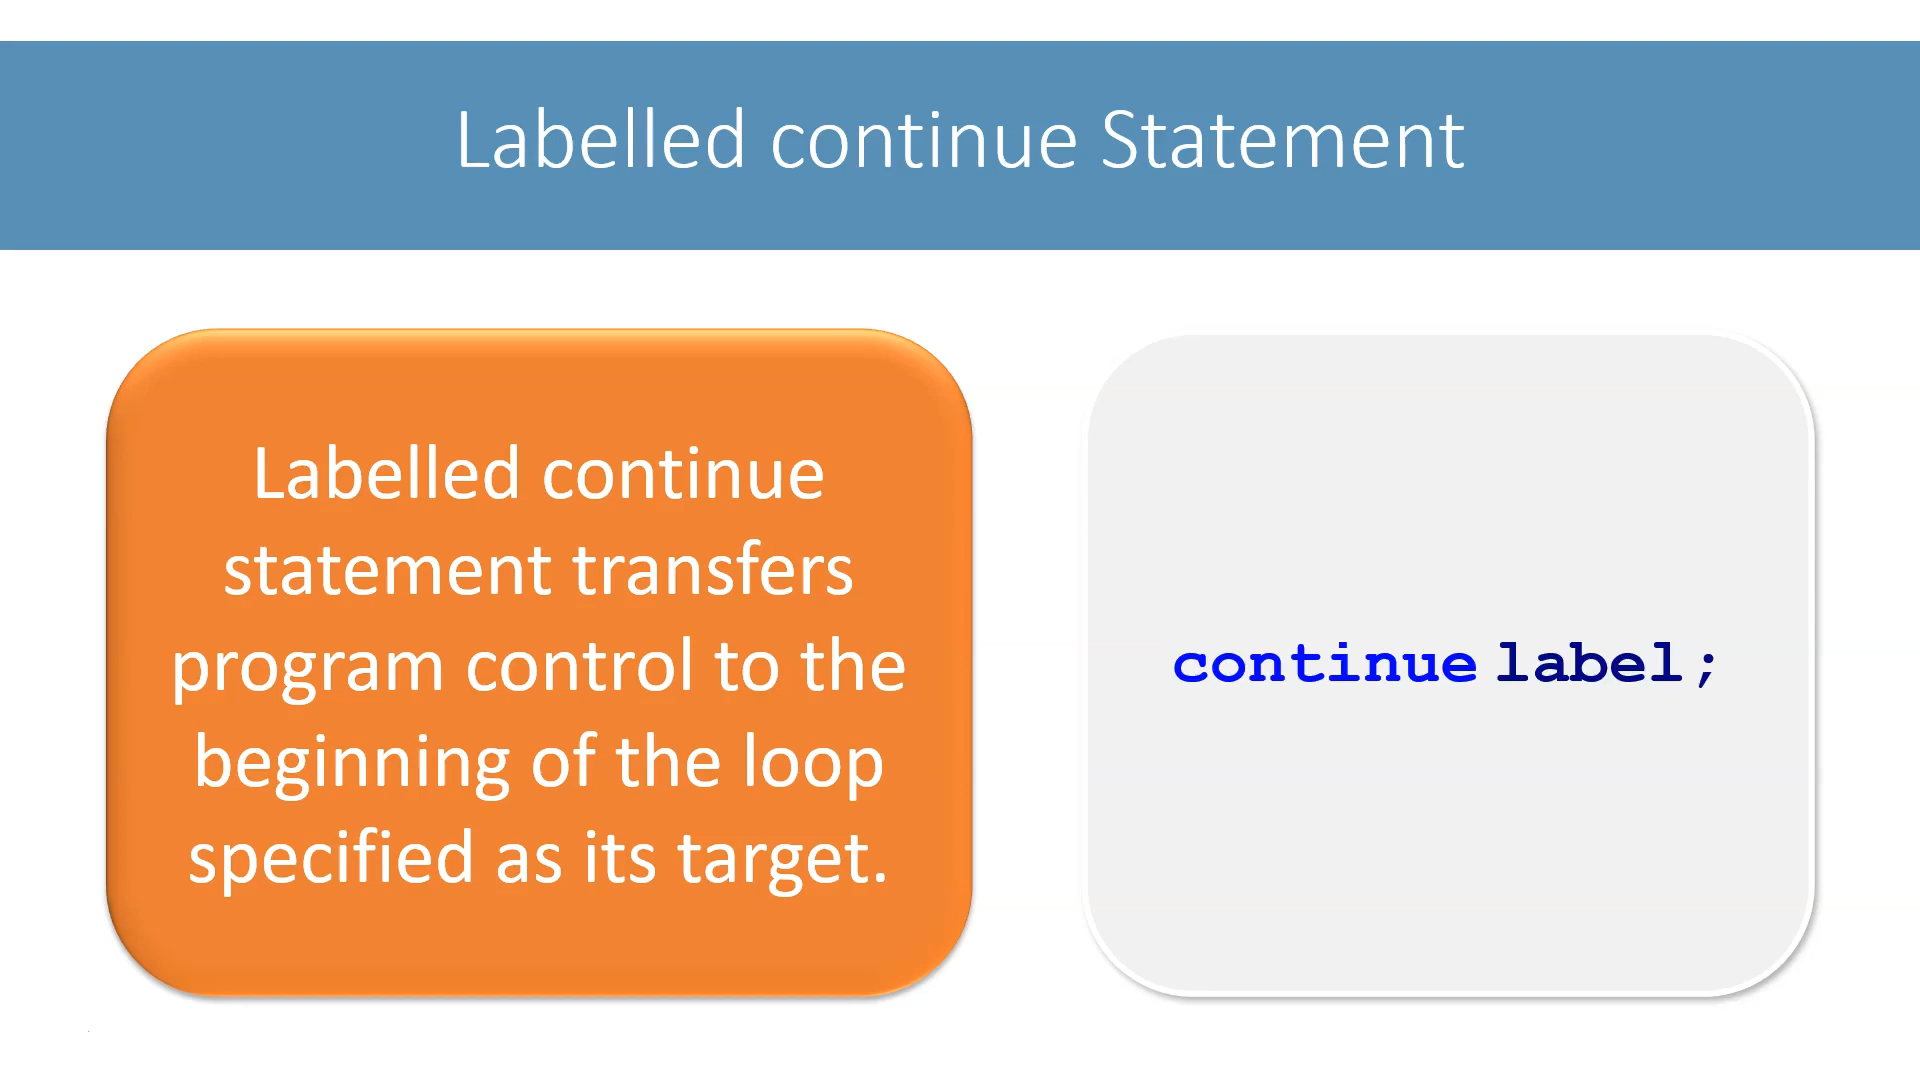 Labelled continue Statement
Labelled continue
statement transfers
program control to the
beginning of the loop
specified as its target.
continue label;